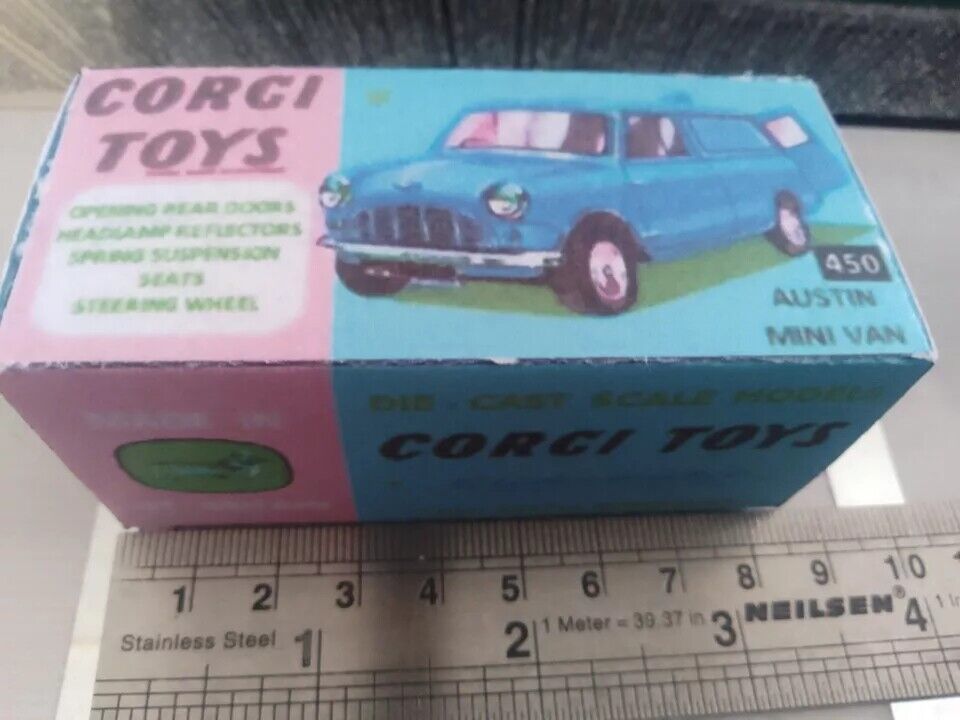 CORGI
TOYS
OPENING REAR DOORS
HEADLAMP REFLECTORS
SPRING SUSPENSION
SEATS
STEERING WHEEL
450
AUSTIN
MINI VAN
MADE IN
DIE-CAST SCALE MODELS
CORGI TOYS
1 2 3 4 5 6 7 8 9 10
Stainless Steel 1 2 1 Meter = 39.37 in. 3 NEILSEN® 4